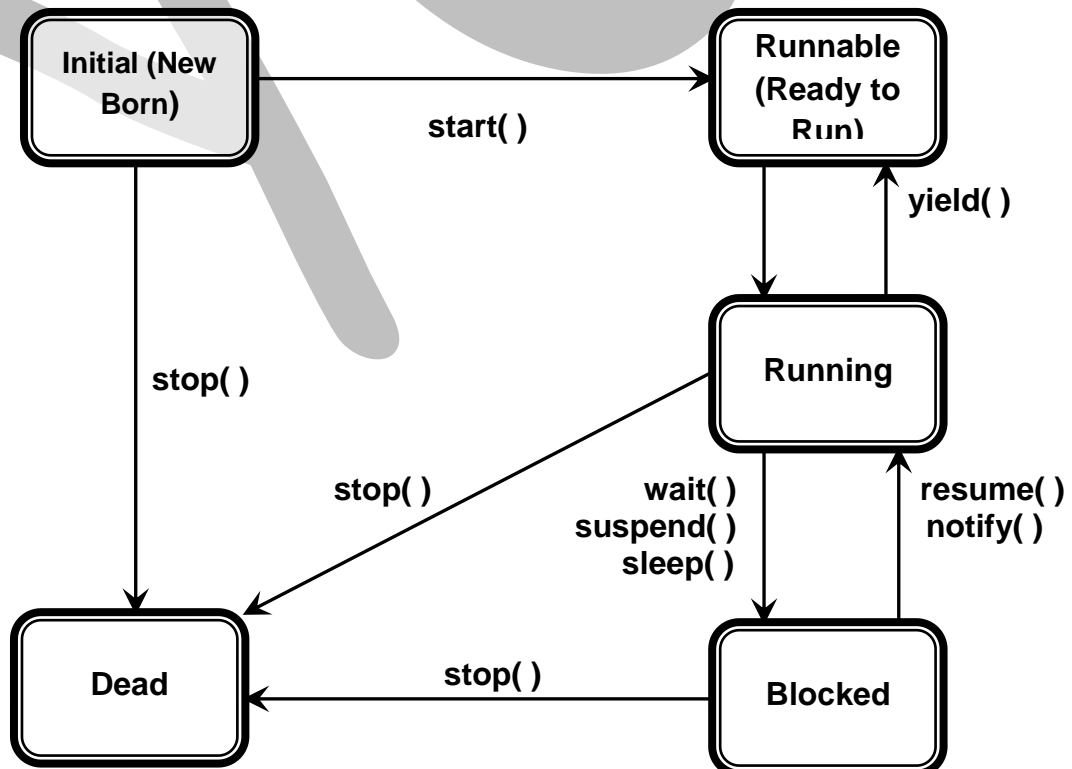 Initial (New
Born)
Runnable
(Ready to
Run)
start( )
yield( )
Running
stop( )
stop( )
wait( )
suspend( )
sleep( )
resume( )
notify( )
Dead
stop( )
Blocked